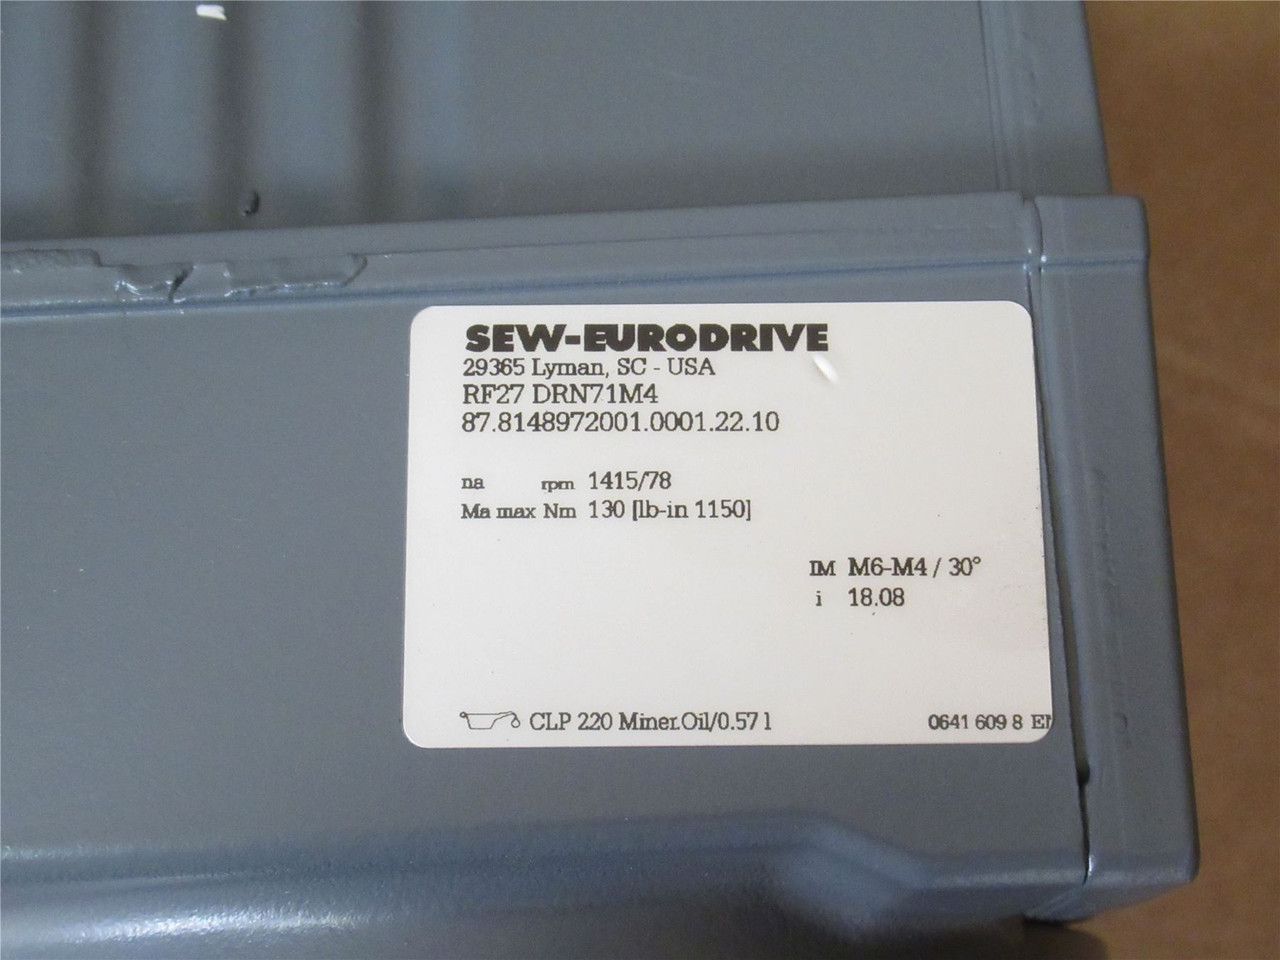 SEW-EURODRIVE
29365 Lyman, SC - USA
RF27 DRN71M4
87.8148972001.0001.22.10
na rpm 1415/78
Ma max Nm 130 [lb-in 1150]
IM M6-M4 / 30°
i 18.08
CLP 220 Miner.Oil/0.57 l 0641 609 8